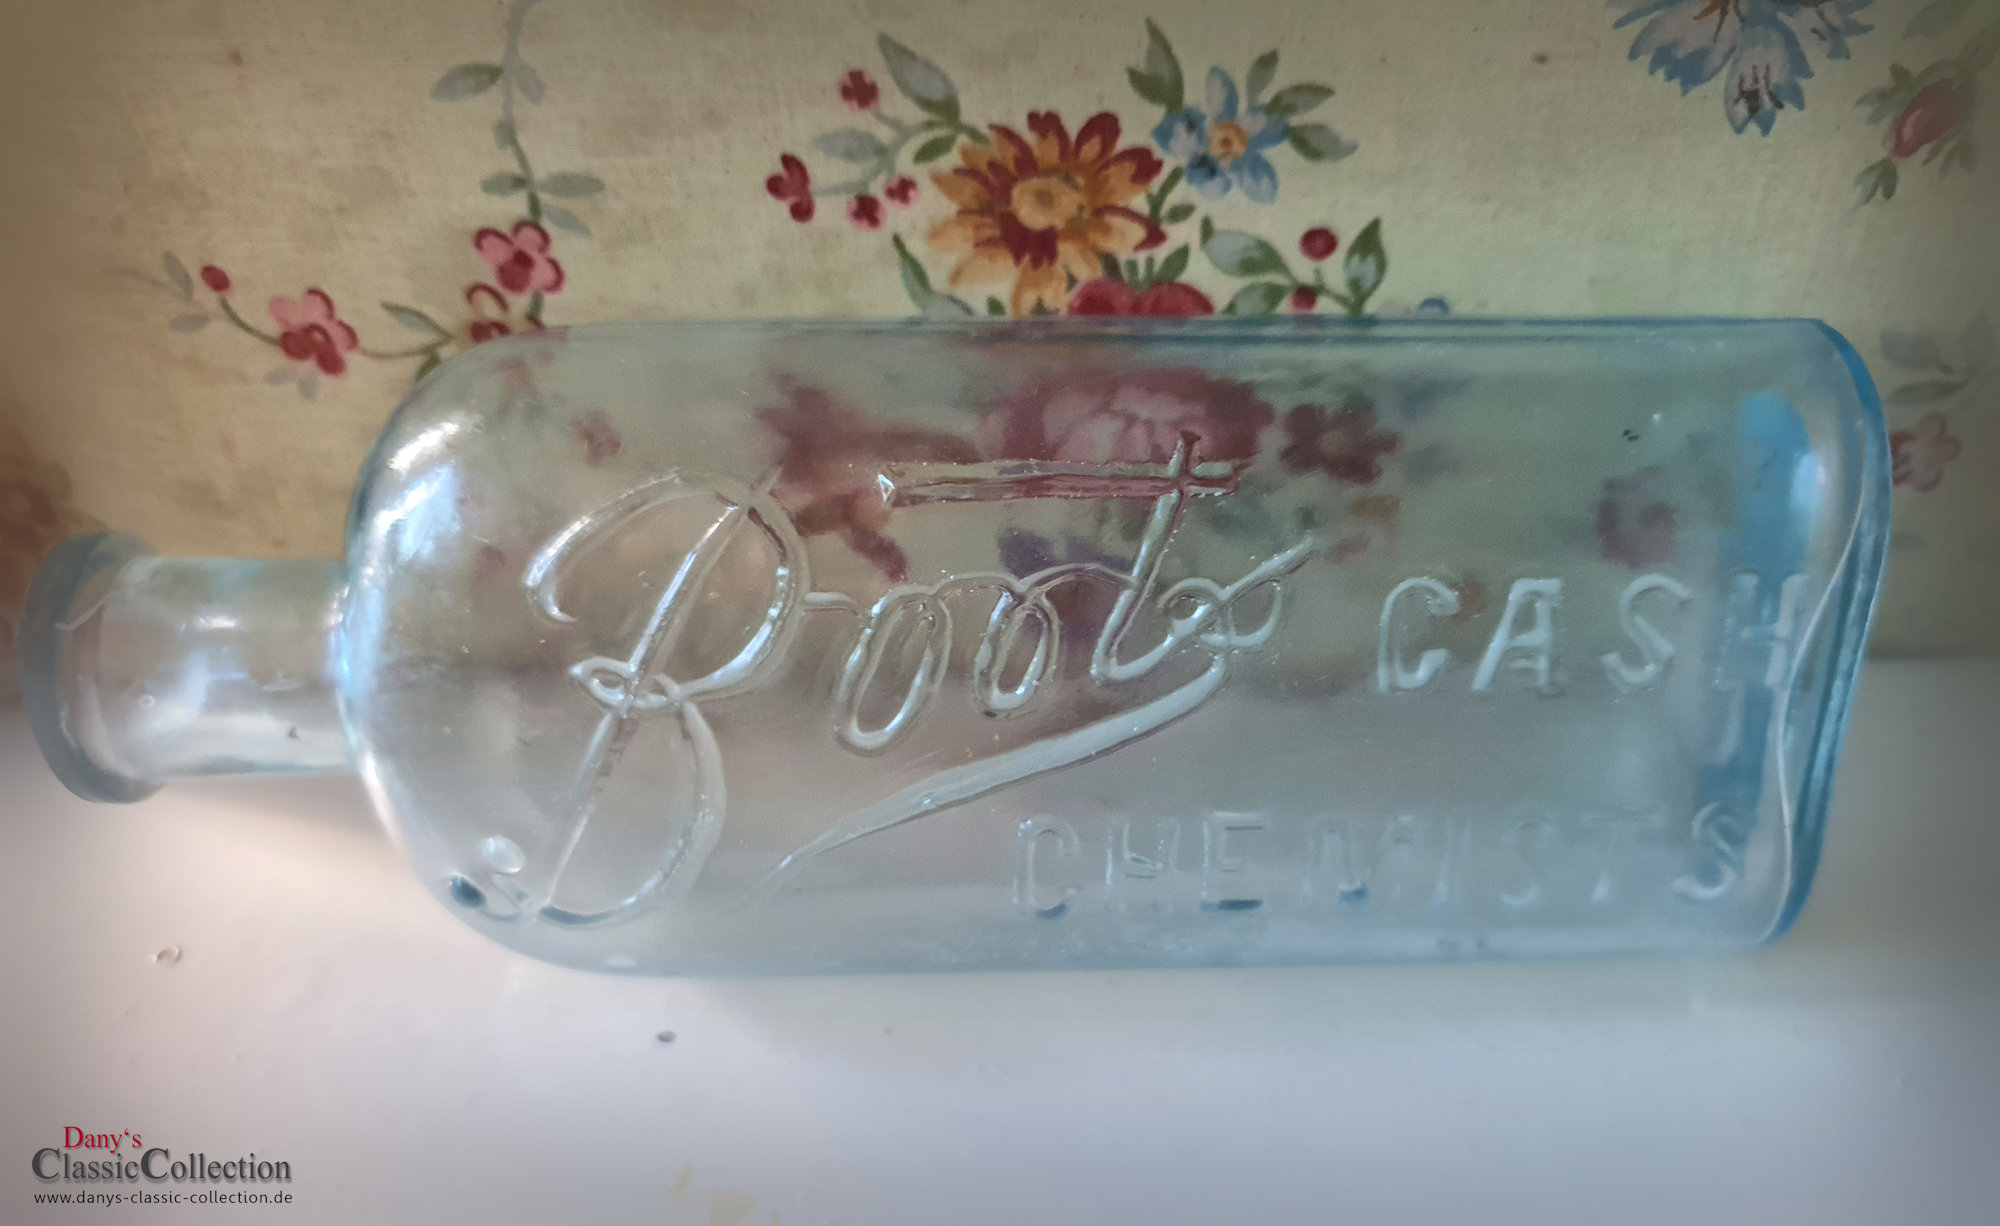 Boots CASH
CHEMISTS
Dany's
ClassicCollection
www.danys-classic-collection.de